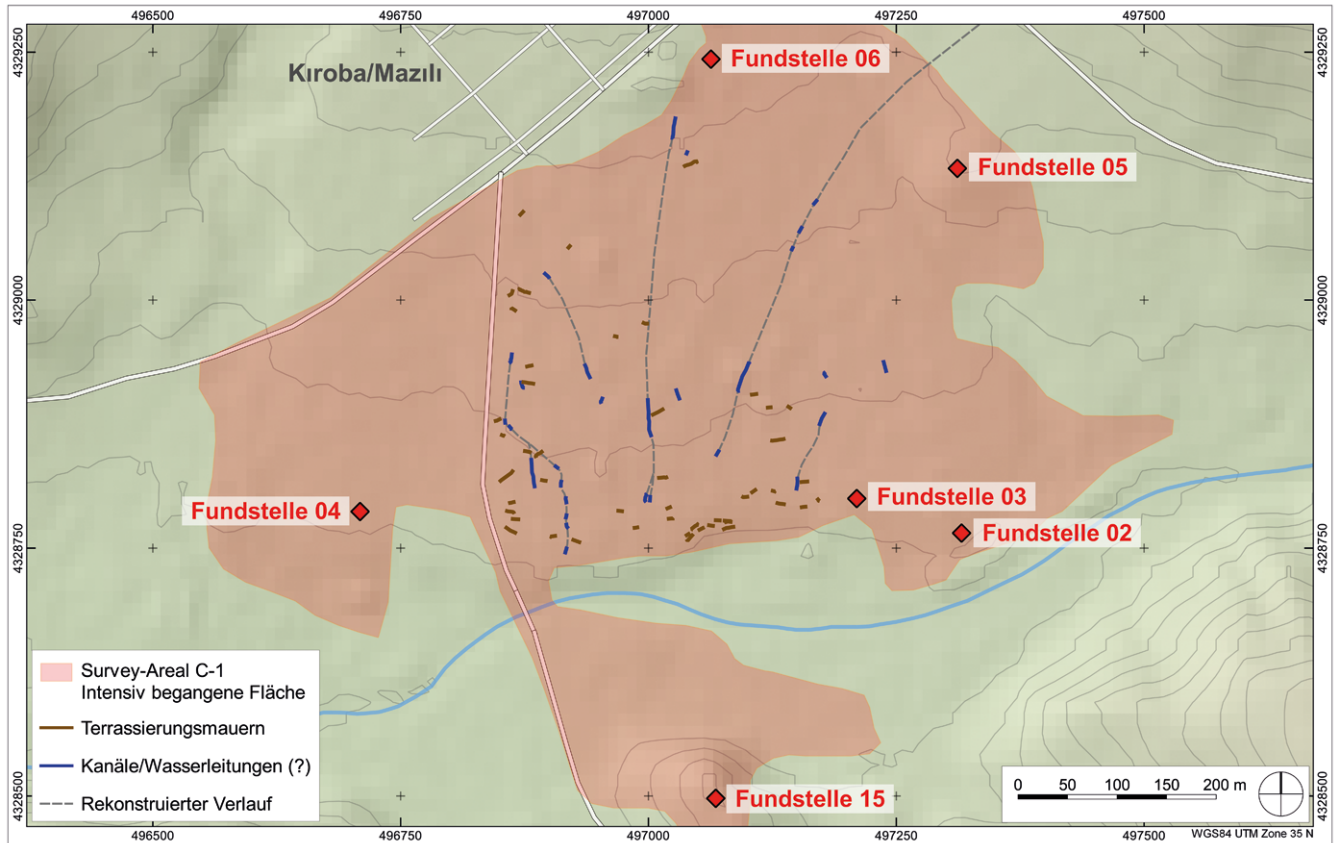 496500
496750
497000
497250
497500
4329250
4329250
Kıroba/Mazılı
Fundstelle 06
Fundstelle 05
4329000
4329000
Fundstelle 04
Fundstelle 03
Fundstelle 02
4328750
4328750
Survey-Areal C-1
Intensiv begangene Fläche
Terrassierungsmauern
Kanäle/Wasserleitungen (?)
Rekonstruierter Verlauf
Fundstelle 15
4328500
4328500
0 50 100 150 200 m
496500
496750
497000
497250
497500
WGS84 UTM Zone 35 N